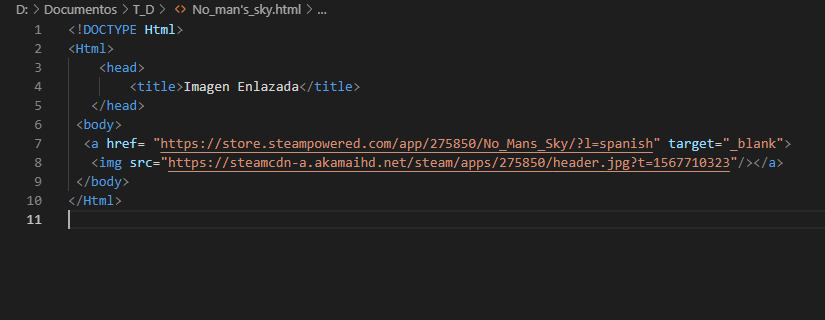 D: > Documentos > T_D > <> No_man's_sky.html > ...
1 <!DOCTYPE Html>
2 <Html>
3 <head>
4 <title>Imagen Enlazada</title>
5 </head>
6 <body>
7 <a href= "https://store.steampowered.com/app/275850/No_Mans_Sky/?l=spanish" target="_blank">
8 <img src="https://steamcdn-a.akamaihd.net/steam/apps/275850/header.jpg?t=1567710323"/></a>
9 </body>
10 </Html>
11